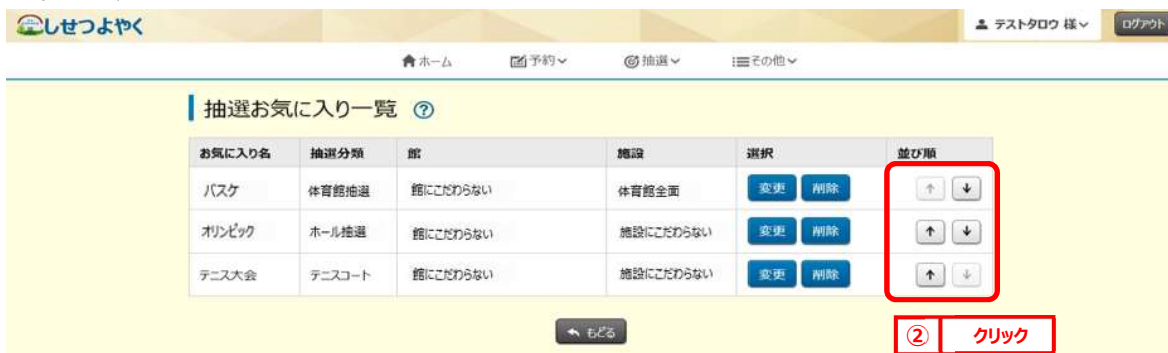 しせつよやく
テストタロウ 様
ログアウト
ホーム 予約 抽選 その他
抽選お気に入り一覧 ?
お気に入り名 抽選分類 館 施設 選択 並び順
バスケ 体育館抽選 館にこだわらない 体育館全面 変更 削除 ↑ ↓
オリンピック ホール抽選 館にこだわらない 施設にこだわらない 変更 削除 ↑ ↓
テニス大会 テニスコート 館にこだわらない 施設にこだわらない 変更 削除 ↑ ↓
もどる
② クリック